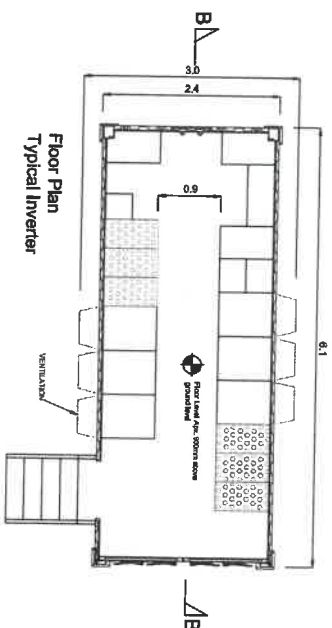 B
3.0
2.4
6.1
0.9
Floor Level Apx. 900mm above
ground level
VENTILATION
B
Floor Plan
Typical Inverter